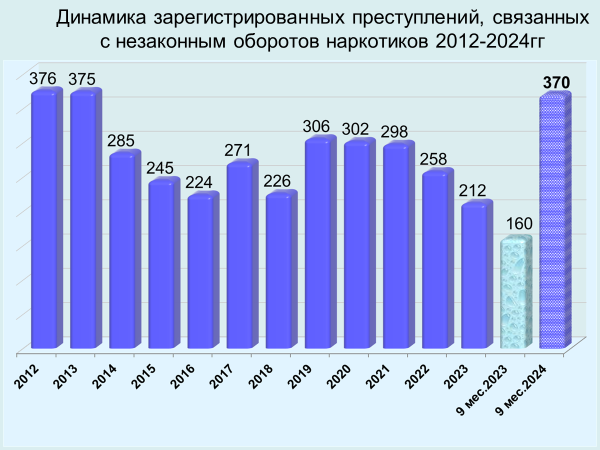 Динамика зарегистрированных преступлений, связанных
с незаконным оборотов наркотиков 2012-2024гг
376 375 285 245 224 271 226 306 302 298 258 212 160 370
2012 2013 2014 2015 2016 2017 2018 2019 2020 2021 2022 2023 9 мес.2023 9 мес.2024